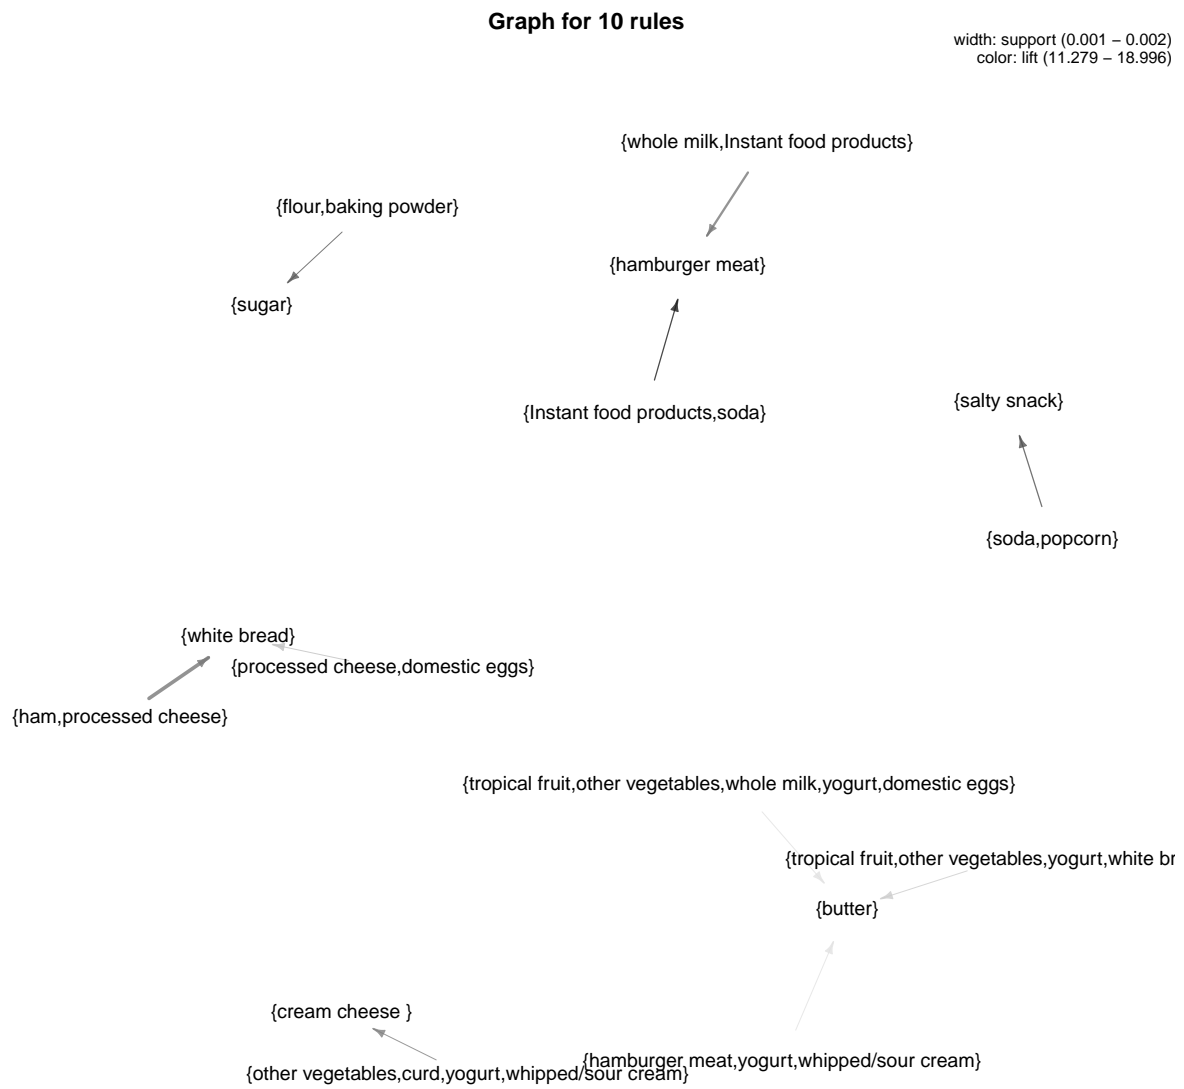 Graph for 10 rules
width: support (0.001 – 0.002)
color: lift (11.279 – 18.996)
{whole milk,Instant food products}
{flour,baking powder}
{hamburger meat}
{sugar}
{salty snack}
{Instant food products,soda}
{soda,popcorn}
{white bread}
{processed cheese,domestic eggs}
{ham,processed cheese}
{tropical fruit,other vegetables,whole milk,yogurt,domestic eggs}
{tropical fruit,other vegetables,yogurt,white br
{butter}
{cream cheese }
{hamburger meat,yogurt,whipped/sour cream}
{other vegetables,curd,yogurt,whipped/sour cream}